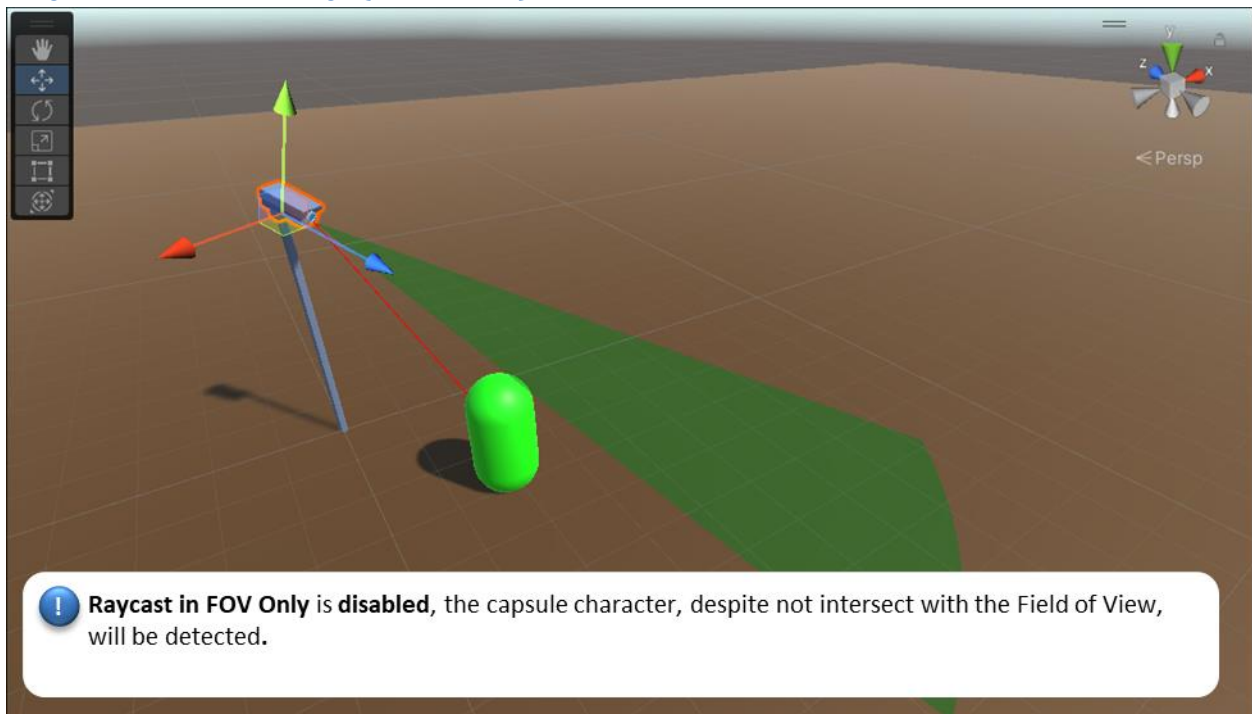 y
z
x
<Persp
! Raycast in FOV Only is disabled, the capsule character, despite not intersect with the Field of View,
will be detected.